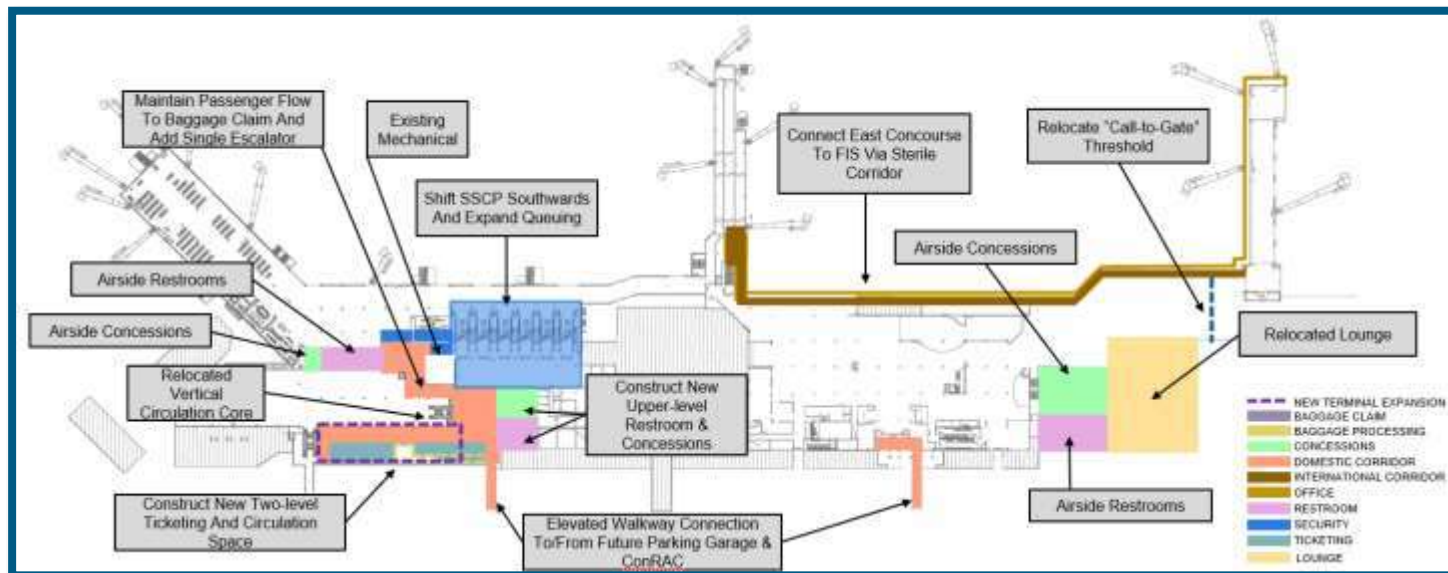 Maintain Passenger Flow
To Baggage Claim And
Add Single Escalator
Existing
Mechanical
Shift SSCP Southwards
And Expand Queuing
Connect East Concourse
To FIS Via Sterile
Corridor
Relocate "Call-to-Gate"
Threshold
Airside Restrooms
Airside Concessions
Airside Concessions
Relocated Lounge
Relocated
Vertical
Circulation Core
Construct New
Upper-level
Restroom &
Concessions
Construct New Two-level
Ticketing And Circulation
Space
Elevated Walkway Connection
To/From Future Parking Garage &
ConRAC
Airside Restrooms
NEW TERMINAL EXPANSION
BAGGAGE CLAIM
BAGGAGE PROCESSING
CONCESSIONS
DOMESTIC CORRIDOR
INTERNATIONAL CORRIDOR
OFFICE
RESTROOM
SECURITY
TICKETING
LOUNGE